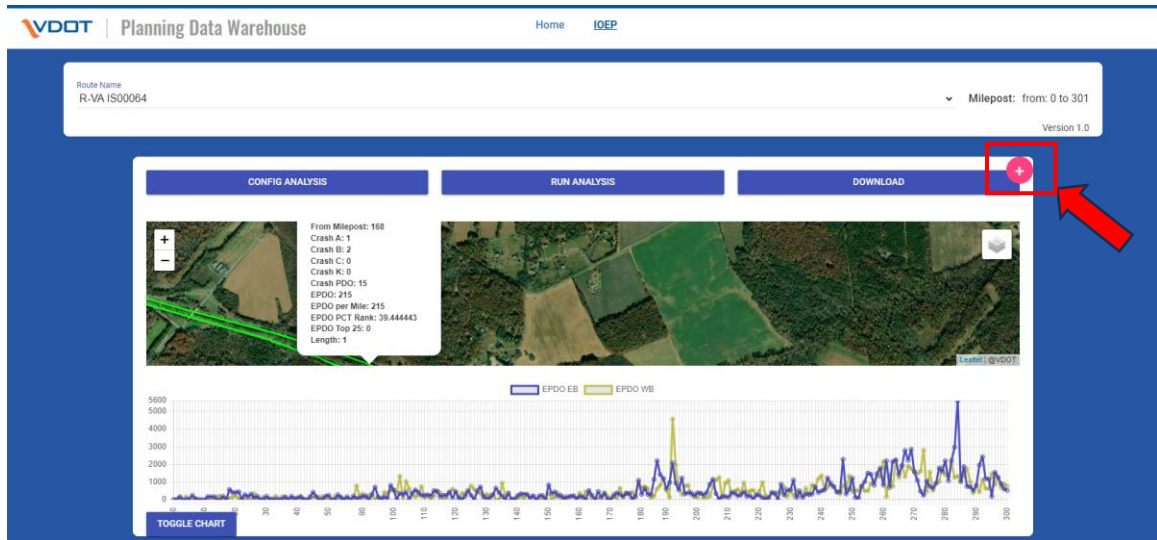 VDOT | Planning Data Warehouse
Home IOEP
Route Name
R-VA IS00064
Milepost: from: 0 to 301
Version 1.0
CONFIG ANALYSIS
RUN ANALYSIS
DOWNLOAD
+
+
−
From Milepost: 168
Crash A: 1
Crash B: 2
Crash C: 0
Crash K: 0
Crash PDO: 15
EPDO: 215
EPDO per Mile: 215
EPDO PCT Rank: 39.444443
EPDO Top 25: 0
Length: 1
Leaflet | @VDOT
EPDO EB EPDO WB
5600
5000
4000
3000
2000
1000
0
30 40 50 60 90 100 110 120 130 140 150 160 170 180 190 200 210 220 230 240 250 260 270 280 290 300
TOGGLE CHART